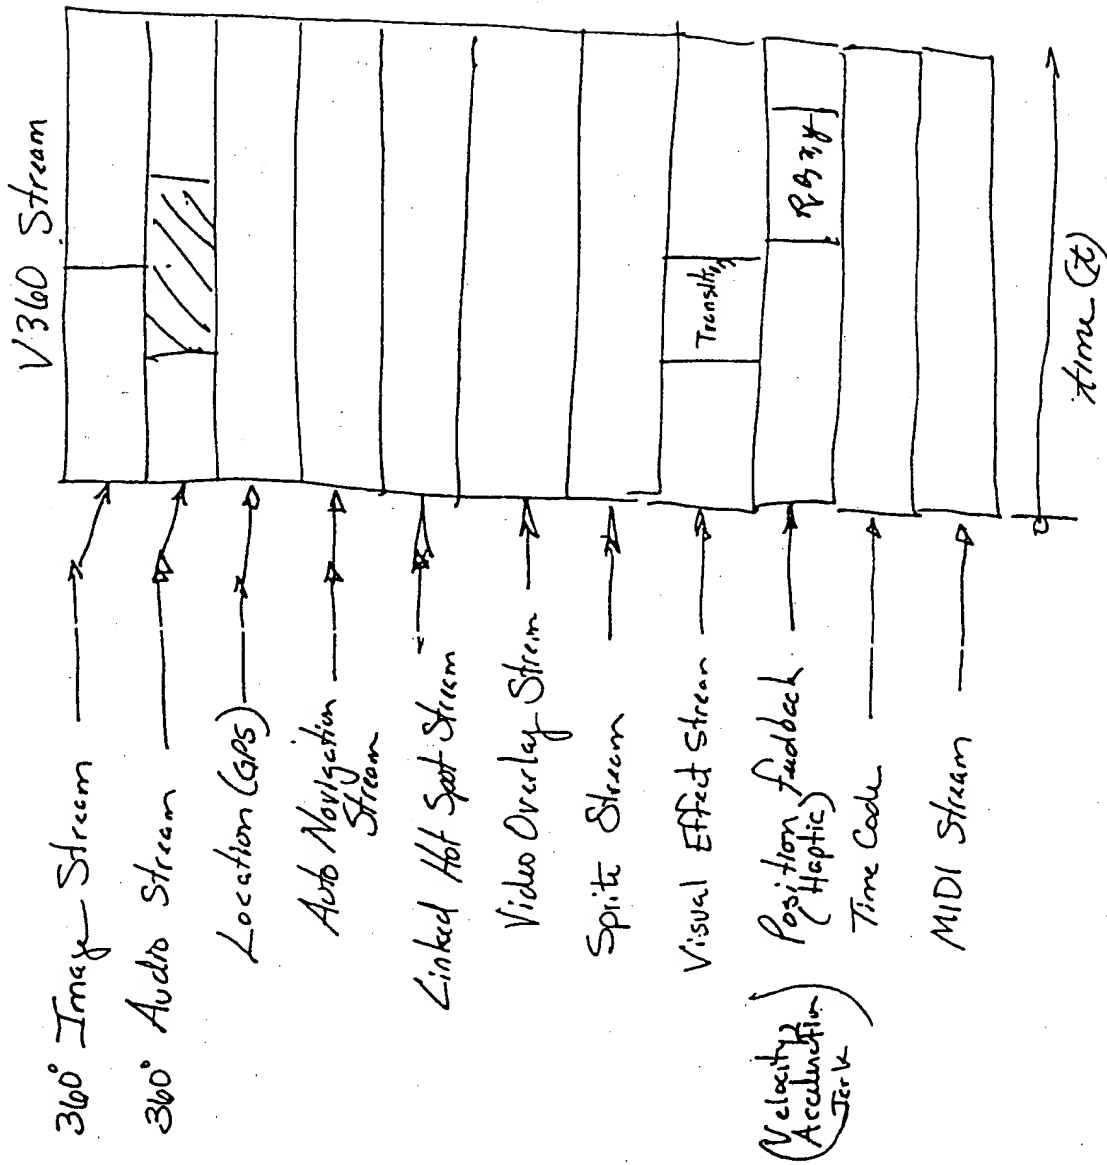 V360 Stream
360° Image Stream
360° Audio Stream
Location (GPS)
Auto Navigation
Stream
Linked Hot Spot Stream
Video Overlay Stream
Sprite Stream
Visual Effect Stream
Transition
Position feedback
(Haptic)
(Velocity
Acceleration
Jerk)
Time Code
MIDI Stream
time (t)